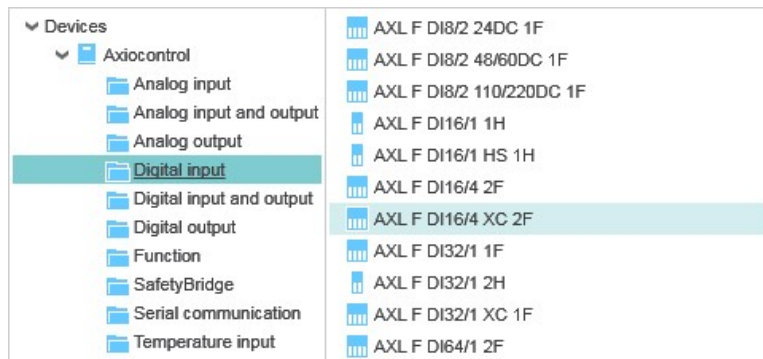 Devices
Axiocontrol
Analog input
Analog input and output
Analog output
Digital input
Digital input and output
Digital output
Function
SafetyBridge
Serial communication
Temperature input
AXL F DI8/2 24DC 1F
AXL F DI8/2 48/60DC 1F
AXL F DI8/2 110/220DC 1F
AXL F DI16/1 1H
AXL F DI16/1 HS 1H
AXL F DI16/4 2F
AXL F DI16/4 XC 2F
AXL F DI32/1 1F
AXL F DI32/1 2H
AXL F DI32/1 XC 1F
AXL F DI64/1 2F